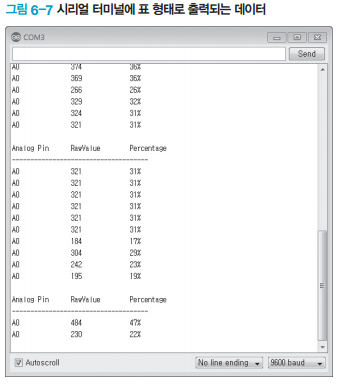 그림 6-7 시리얼 터미널에 표 형태로 출력되는 데이터
COM3
Send
A0 374 36%
A0 369 36%
A0 266 26%
A0 329 32%
A0 324 31%
A0 321 31%
Analog Pin RawValue Percentage
----------------------------------------
A0 321 31%
A0 321 31%
A0 321 31%
A0 321 31%
A0 321 31%
A0 184 17%
A0 304 29%
A0 242 23%
A0 195 19%
Analog Pin RawValue Percentage
----------------------------------------
A0 484 47%
A0 230 22%
Autoscroll No line ending 9600 baud